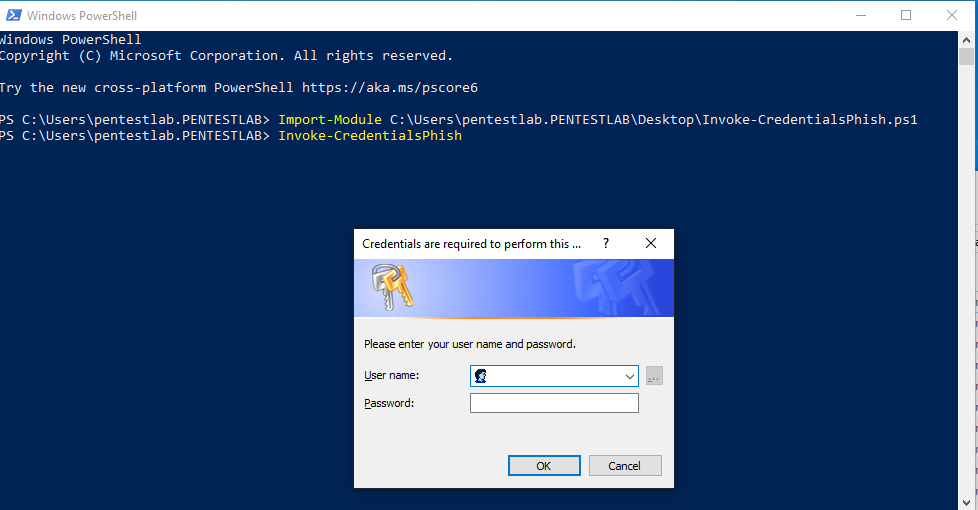 Windows PowerShell
Windows PowerShell
Copyright (C) Microsoft Corporation. All rights reserved.
Try the new cross-platform PowerShell https://aka.ms/pscore6
PS C:\Users\pentestlab.PENTESTLAB> Import-Module C:\Users\pentestlab.PENTESTLAB\Desktop\Invoke-CredentialsPhish.ps1
PS C:\Users\pentestlab.PENTESTLAB> Invoke-CredentialsPhish
Credentials are required to perform this ... ?
Please enter your user name and password.
User name:
...
Password:
OK Cancel